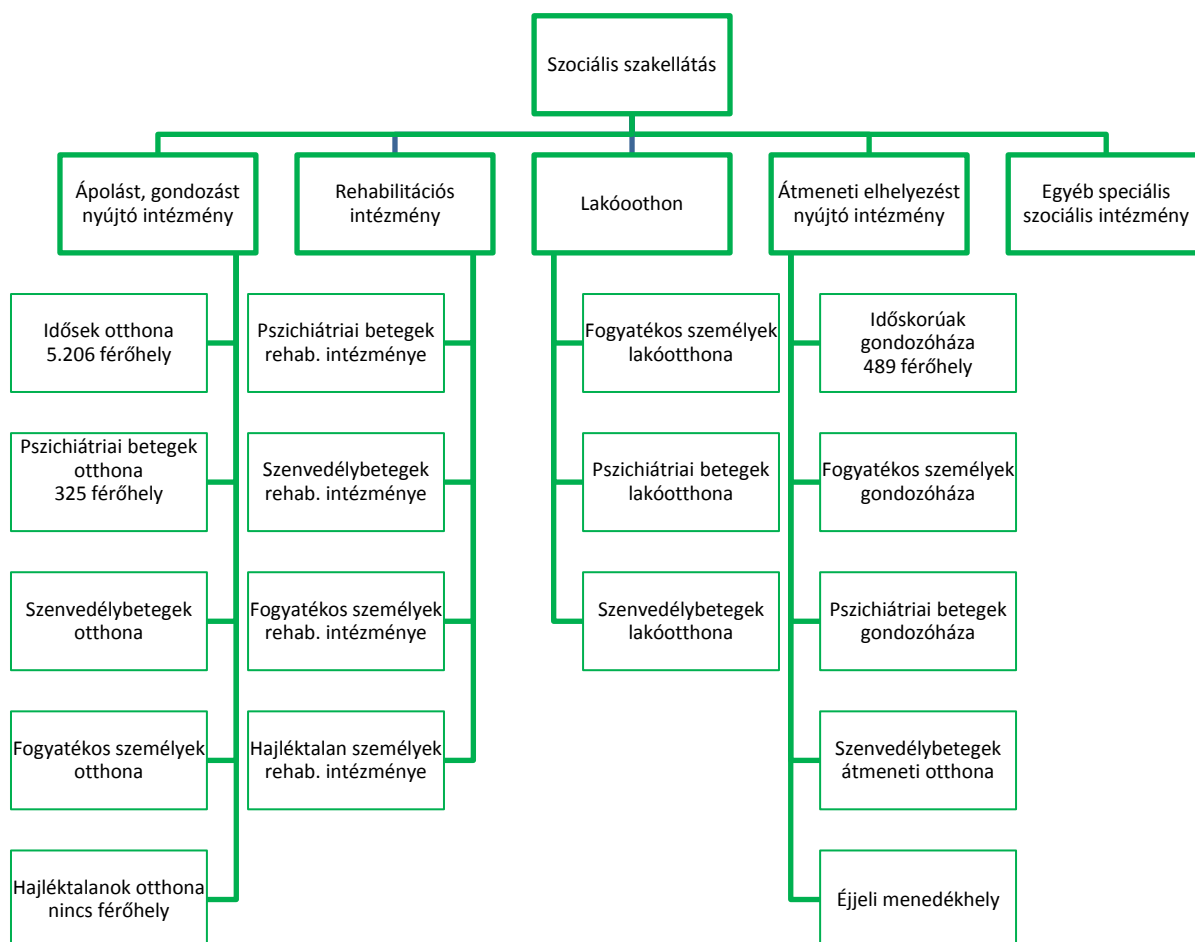 Szociális szakellátás
Ápolást, gondozást
nyújtó intézmény
Rehabilitációs
intézmény
Lakóoothon
Átmeneti elhelyezést
nyújtó intézmény
Egyéb speciális
szociális intézmény
Idősek otthona
5.206 férőhely
Pszichiátriai betegek
otthona
325 férőhely
Szenvedélybetegek
otthona
Fogyatékos személyek
otthona
Hajléktalanok otthona
nincs férőhely
Pszichiátriai betegek
rehab. intézménye
Szenvedélybetegek
rehab. intézménye
Fogyatékos személyek
rehab. intézménye
Hajléktalan személyek
rehab. intézménye
Fogyatékos személyek
lakóotthona
Pszichiátriai betegek
lakóotthona
Szenvedélybetegek
lakóotthona
Időskorúak
gondozóháza
489 férőhely
Fogyatékos személyek
gondozóháza
Pszichiátriai betegek
gondozóháza
Szenvedélybetegek
átmeneti otthona
Éjjeli menedékhely